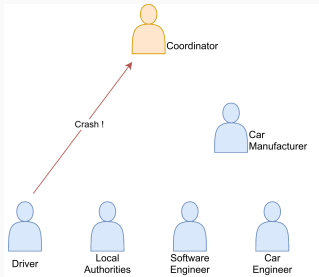 Coordinator
Crash !
Car
Manufacturer
Driver
Local
Authorities
Software
Engineer
Car
Engineer